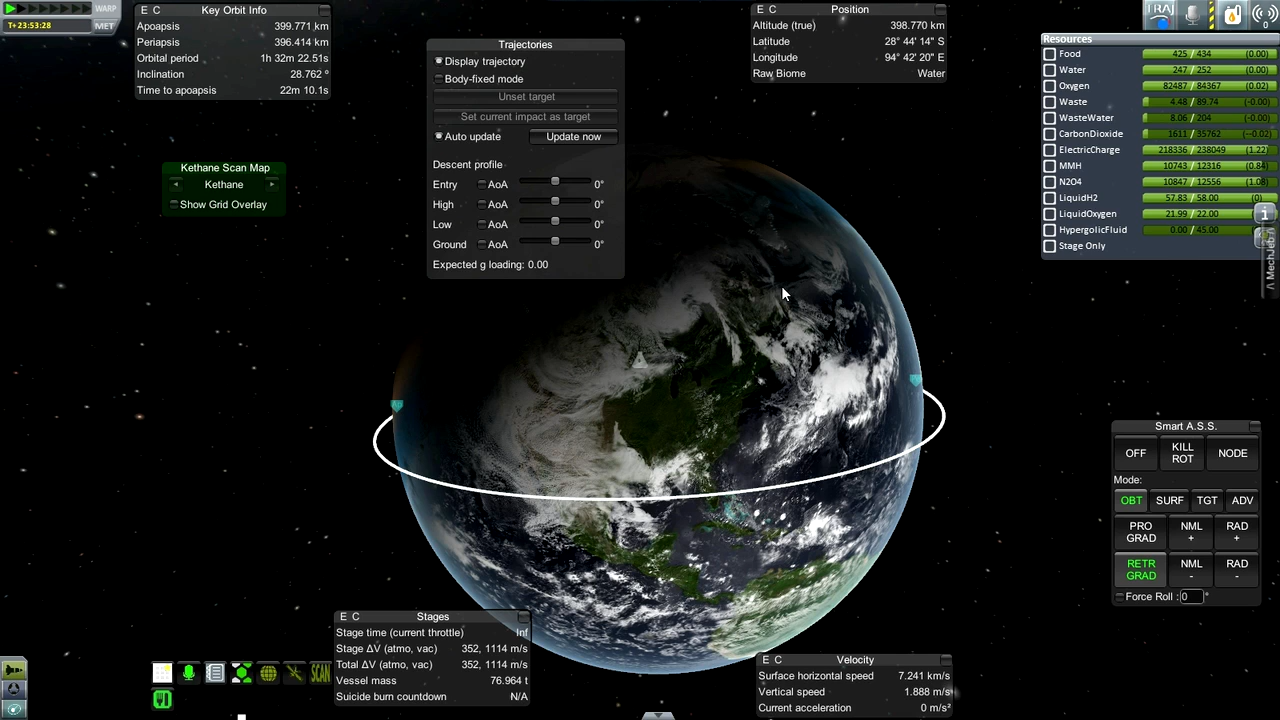 WARP
T+23:53:28
MET
E C Key Orbit Info
Apoapsis 399.771 km
Periapsis 396.414 km
Orbital period 1h 32m 22.51s
Inclination 28.762 º
Time to apoapsis 22m 10.1s
Kethane Scan Map
Kethane
Show Grid Overlay
Trajectories
Display trajectory
Body-fixed mode
Unset target
Set current impact as target
Auto update Update now
Descent profile
Entry AoA 0°
High AoA 0°
Low AoA 0°
Ground AoA 0°
Expected g loading: 0.00
E C Position
Altitude (true) 398.770 km
Latitude 28° 44' 14" S
Longitude 94° 42' 20" E
Raw Biome Water
TRAJ
0
Resources
Food 425 / 434 (0.00)
Water 247 / 252 (0.00)
Oxygen 82487 / 84367 (0.02)
Waste 4.48 / 89.74 (-0.00)
WasteWater 8.06 / 204 (-0.00)
CarbonDioxide 1611 / 35762 (--0.02)
ElectricCharge 218336 / 238049 (1.22)
MMH 10743 / 12316 (0.84)
N2O4 10847 / 12556 (1.08)
LiquidH2 57.83 / 58.00 (0)
LiquidOxygen 21.99 / 22.00
HypergolicFluid 0.00 / 45.00
Stage Only
/\ MechJeb /\
Smart A.S.S.
OFF KILL ROT NODE
Mode:
OBT SURF TGT ADV
PRO GRAD NML + RAD +
RETR GRAD NML - RAD -
Force Roll : 0 °
Ap
E C Stages
Stage time (current throttle) Inf
Stage ΔV (atmo, vac) 352, 1114 m/s
Total ΔV (atmo, vac) 352, 1114 m/s
Vessel mass 76.964 t
Suicide burn countdown N/A
E C Velocity
Surface horizontal speed 7.241 km/s
Vertical speed 1.888 m/s
Current acceleration 0 m/s²
SCAN